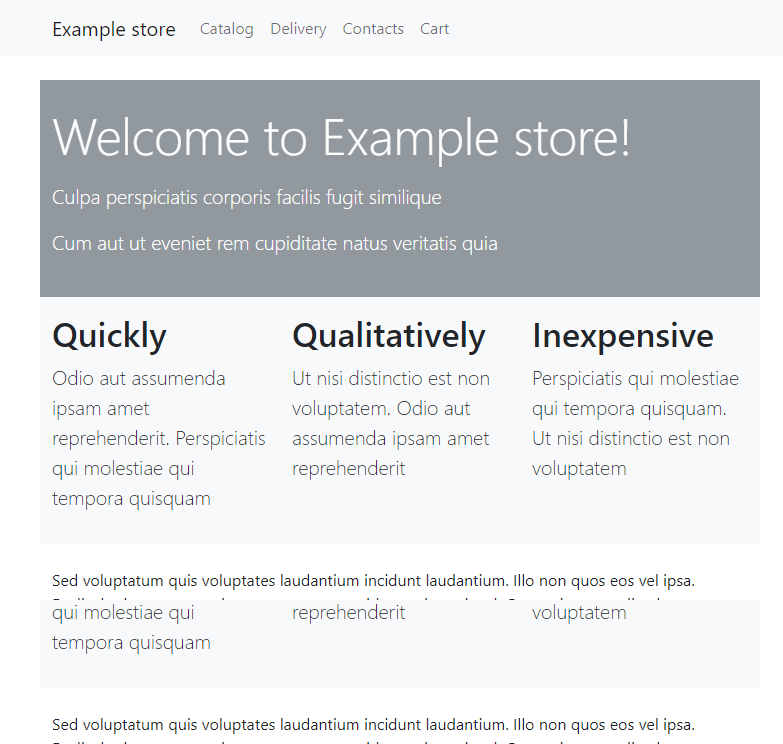 Example store Catalog Delivery Contacts Cart
Welcome to Example store!
Culpa perspiciatis corporis facilis fugit similique
Cum aut ut eveniet rem cupiditate natus veritatis quia
Quickly
Odio aut assumenda
ipsam amet
reprehenderit. Perspiciatis
qui molestiae qui
tempora quisquam
Qualitatively
Ut nisi distinctio est non
voluptatem. Odio aut
assumenda ipsam amet
reprehenderit
Inexpensive
Perspiciatis qui molestiae
qui tempora quisquam.
Ut nisi distinctio est non
voluptatem
Sed voluptatum quis voluptates laudantium incidunt laudantium. Illo non quos eos vel ipsa.
qui molestiae qui
tempora quisquam
reprehenderit
voluptatem
Sed voluptatum quis voluptates laudantium incidunt laudantium. Illo non quos eos vel ipsa.